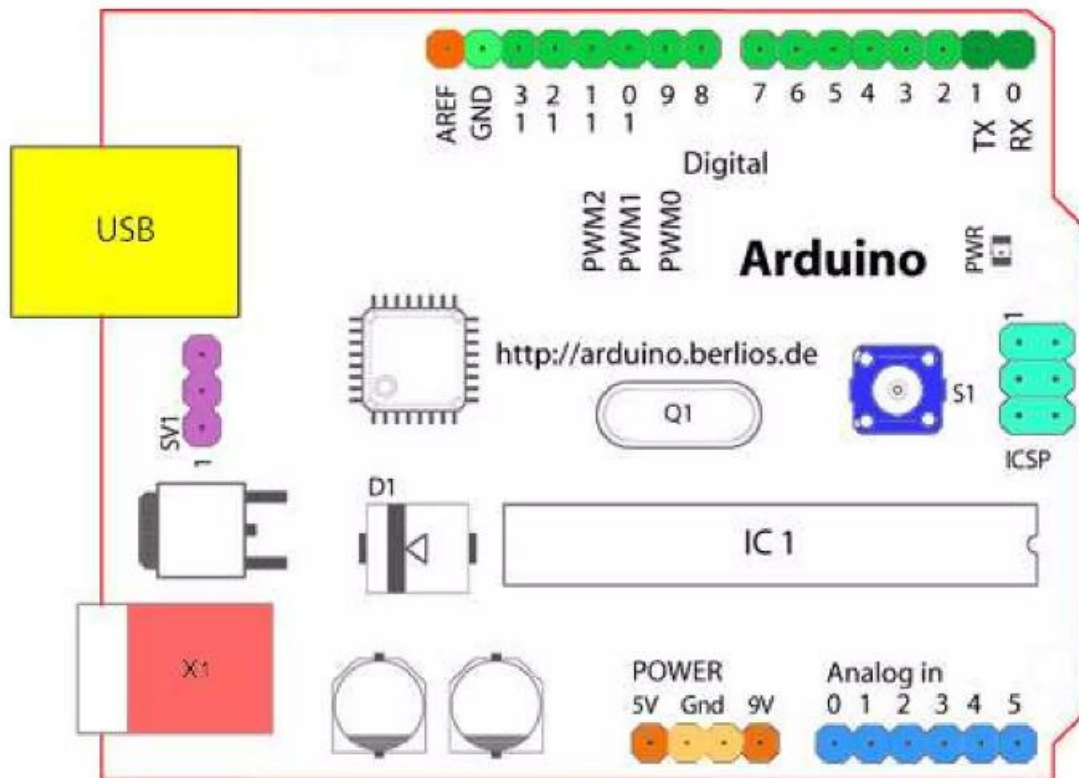 AREF GND 13 12 11 10 9 8 7 6 5 4 3 2 1 0
TX RX
Digital
USB
PWM2 PWM1 PWM0
Arduino
PWR
1
http://arduino.berlios.de
SV1
1
Q1
S1
ICSP
D1
IC 1
X1
POWER
5V Gnd 9V
Analog in
0 1 2 3 4 5